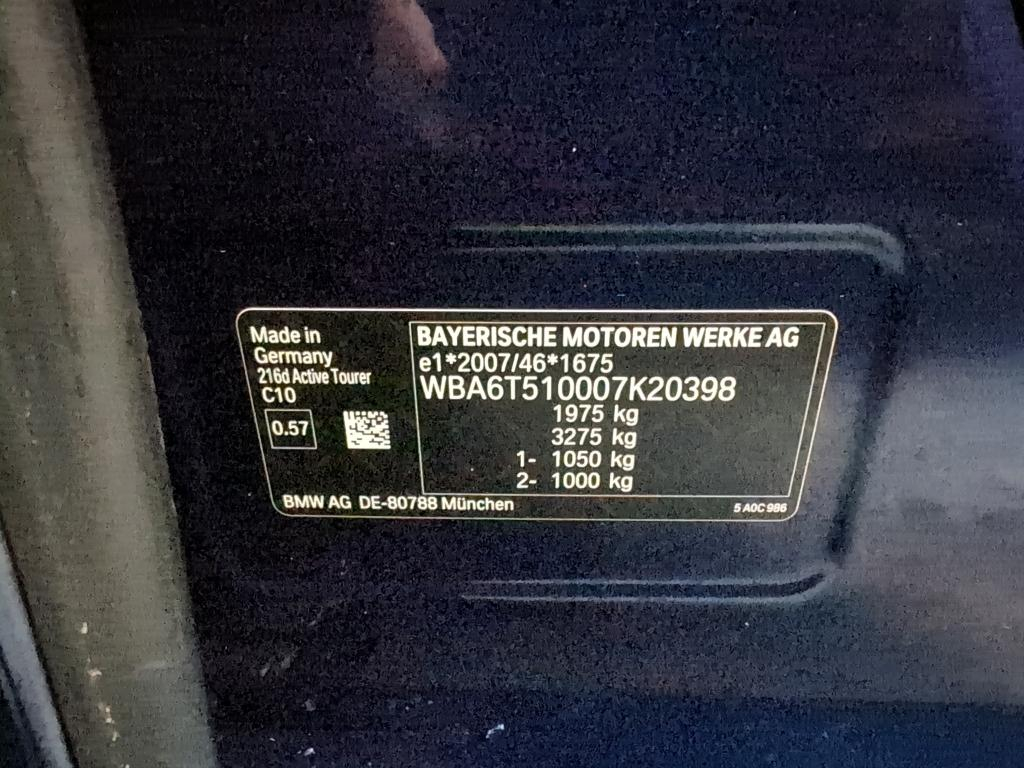 Made in
Germany
216d Active Tourer
C10
0.57
BAYERISCHE MOTOREN WERKE AG
e1*2007/46*1675
WBA6T510007K20398
1975 kg
3275 kg
1- 1050 kg
2- 1000 kg
BMW AG DE-80788 München
5 A0C 986